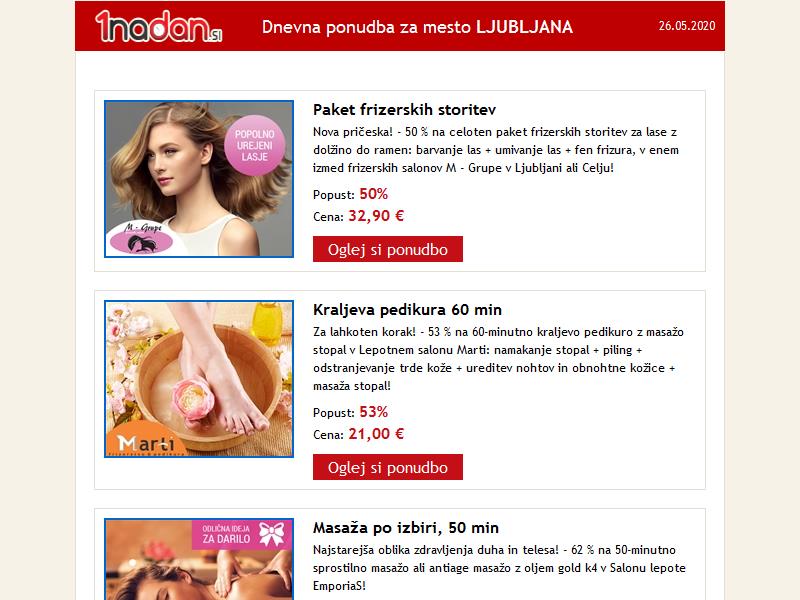 1nadan.si
Dnevna ponudba za mesto LJUBLJANA
26.05.2020
POPOLNO
UREJENI
LASJE
M - Grupe
Paket frizerskih storitev
Nova pričeska! - 50 % na celoten paket frizerskih storitev za lase z
dolžino do ramen: barvanje las + umivanje las + fen frizura, v enem
izmed frizerskih salonov M - Grupe v Ljubljani ali Celju!
Popust: 50%
Cena: 32,90 €
Oglej si ponudbo
Marti
Kraljeva pedikura 60 min
Za lahkoten korak! - 53 % na 60-minutno kraljevo pedikuro z masažo
stopal v Lepotnem salonu Marti: namakanje stopal + piling +
odstranjevanje trde kože + ureditev nohtov in obnohtne kožice +
masaža stopal!
Popust: 53%
Cena: 21,00 €
Oglej si ponudbo
ODLIČNA IDEJA
ZA DARILO
Masaža po izbiri, 50 min
Najstarejša oblika zdravljenja duha in telesa! - 62 % na 50-minutno
sprostilno masažo ali antiage masažo z oljem gold k4 v Salonu lepote
EmporiaS!